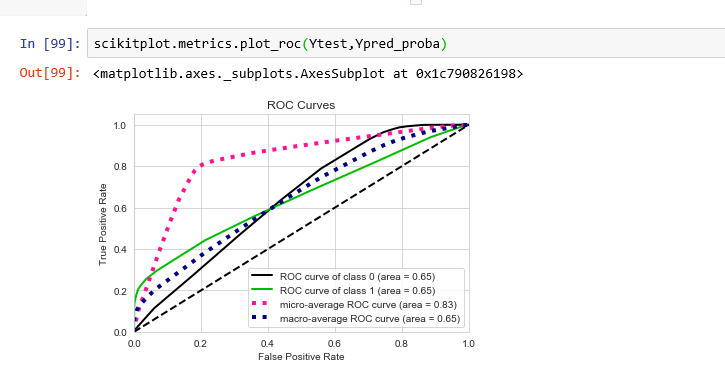 In [99]: scikitplot.metrics.plot_roc(Ytest,Ypred_proba)
Out[99]: <matplotlib.axes._subplots.AxesSubplot at 0x1c790826198>
ROC Curves
1.0
0.8
0.6
0.4
0.2
0.0
True Positive Rate
ROC curve of class 0 (area = 0.65)
ROC curve of class 1 (area = 0.65)
micro-average ROC curve (area = 0.83)
macro-average ROC curve (area = 0.65)
0.0 0.2 0.4 0.6 0.8 1.0
False Positive Rate